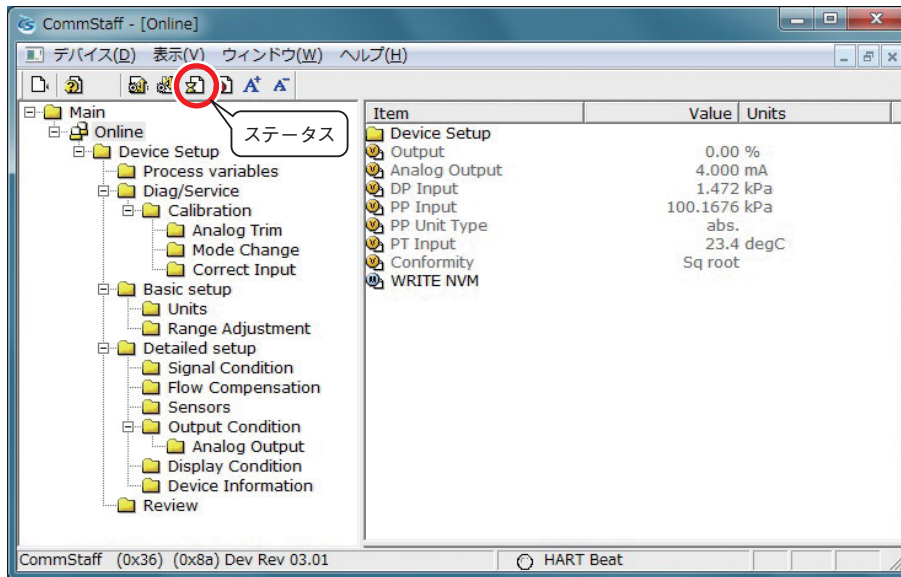 CommStaff - [Online]
デバイス(D) 表示(V) ウィンドウ(W) ヘルプ(H)
A+ A-
ステータス
Main
Online
Device Setup
Process variables
Diag/Service
Calibration
Analog Trim
Mode Change
Correct Input
Basic setup
Units
Range Adjustment
Detailed setup
Signal Condition
Flow Compensation
Sensors
Output Condition
Analog Output
Display Condition
Device Information
Review
Item Value Units
Device Setup
Output 0.00 %
Analog Output 4.000 mA
DP Input 1.472 kPa
PP Input 100.1676 kPa
PP Unit Type abs.
PT Input 23.4 degC
Conformity Sq root
WRITE NVM
CommStaff (0x36) (0x8a) Dev Rev 03.01 HART Beat